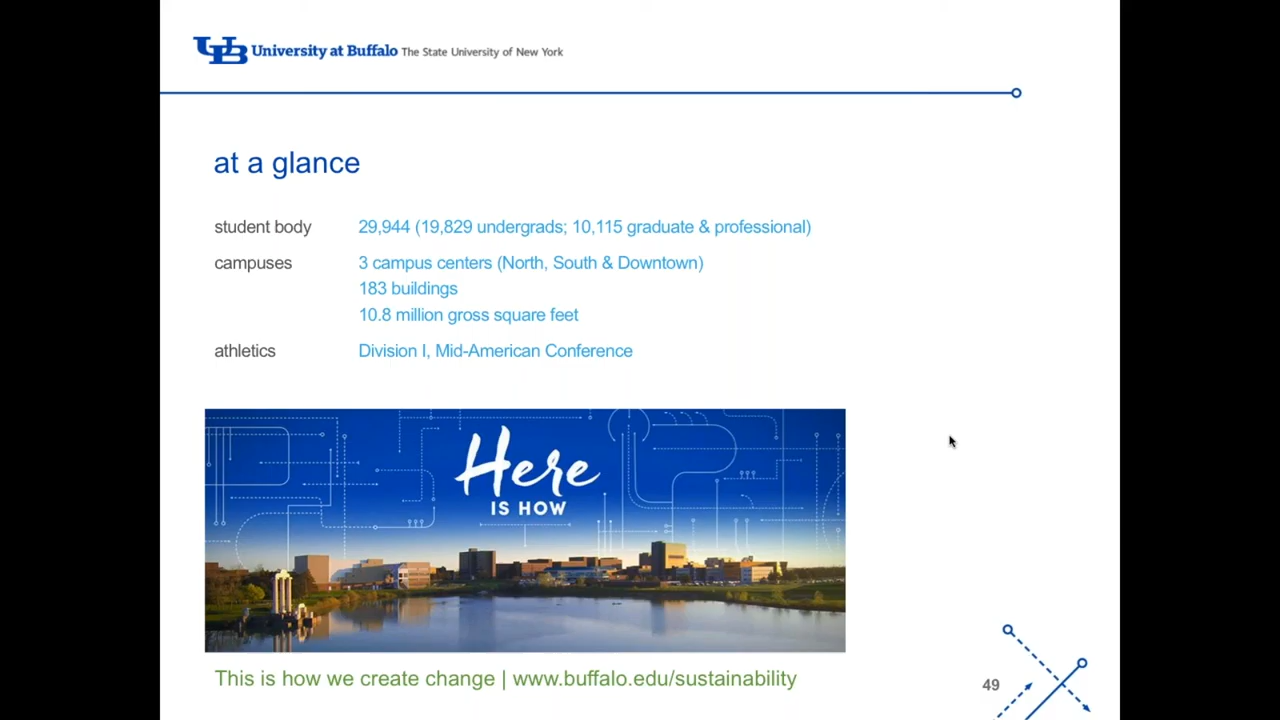 UB University at Buffalo The State University of New York
at a glance
student body 29,944 (19,829 undergrads; 10,115 graduate & professional)
campuses 3 campus centers (North, South & Downtown)
183 buildings
10.8 million gross square feet
athletics Division I, Mid-American Conference
Here
IS HOW
This is how we create change | www.buffalo.edu/sustainability
49